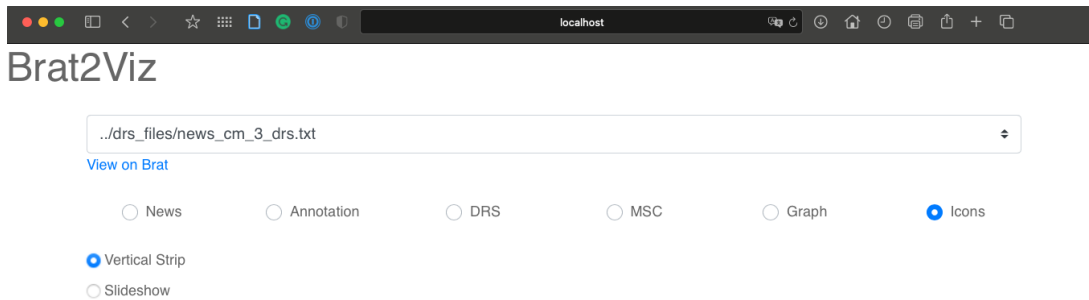 localhost
Brat2Viz
../drs_files/news_cm_3_drs.txt
View on Brat
News Annotation DRS MSC Graph Icons
Vertical Strip
Slideshow